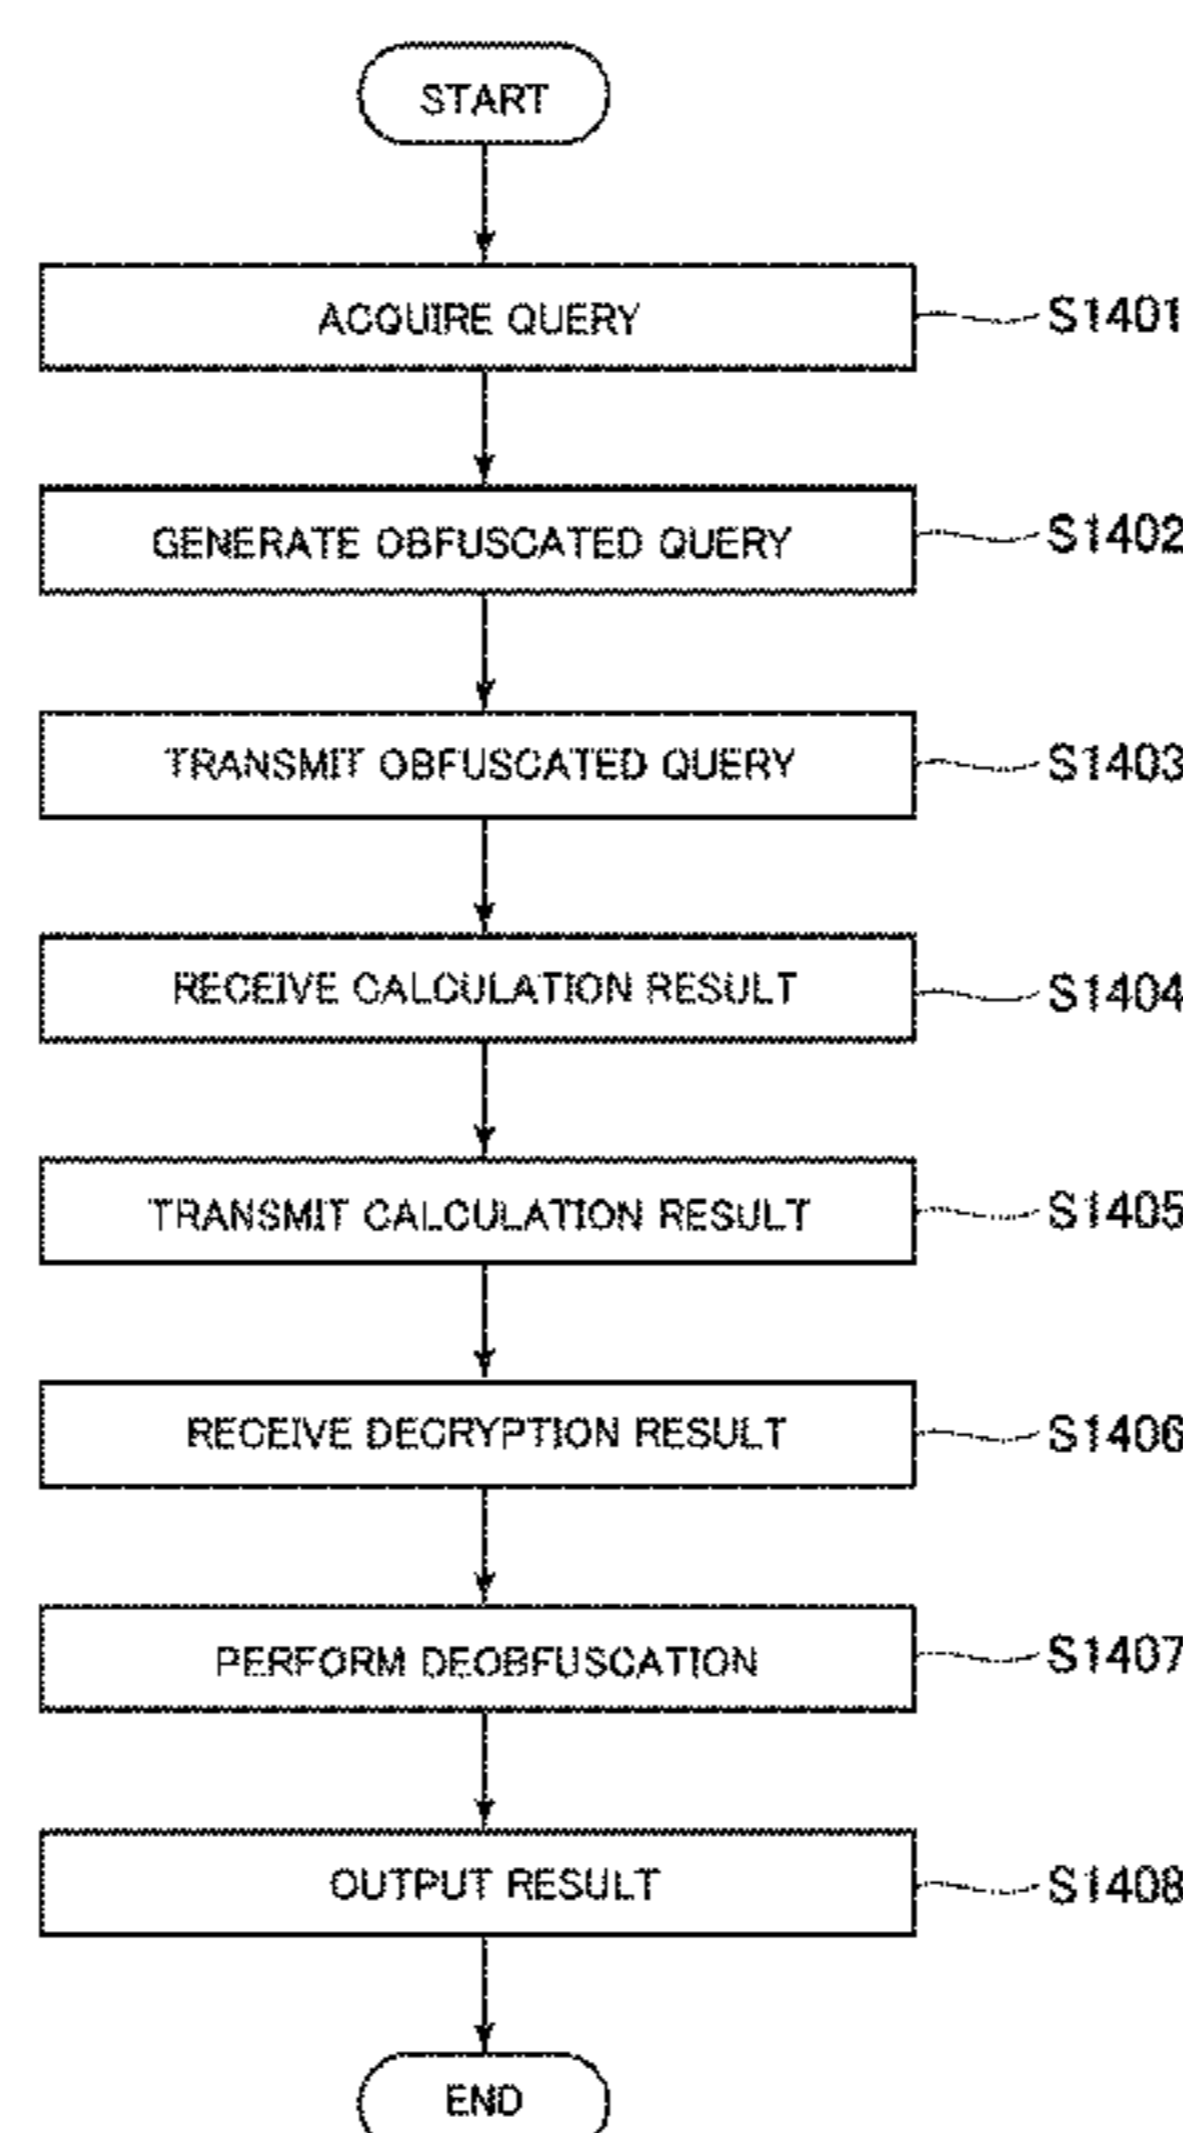 START
ACQUIRE QUERY
S1401
GENERATE OBFUSCATED QUERY
S1402
TRANSMIT OBFUSCATED QUERY
S1403
RECEIVE CALCULATION RESULT
S1404
TRANSMIT CALCULATION RESULT
S1405
RECEIVE DECRYPTION RESULT
S1406
PERFORM DEOBFUSCATION
S1407
OUTPUT RESULT
S1408
END